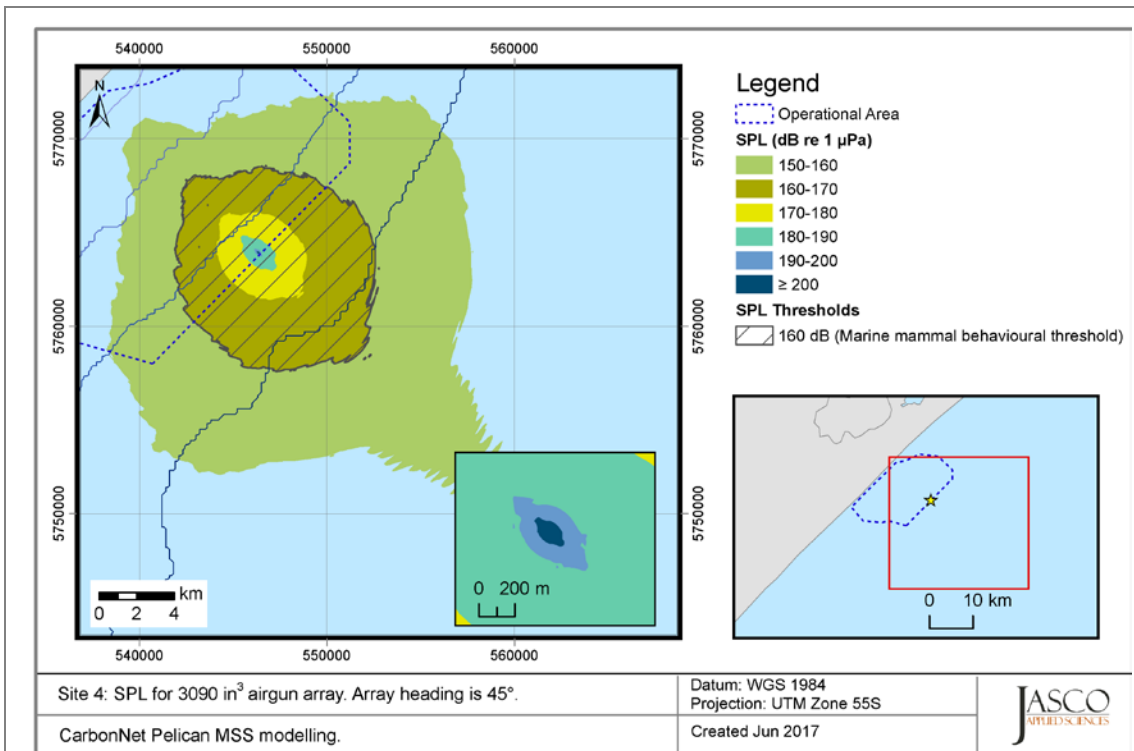 540000
550000
560000
5770000
5760000
5750000
N
5770000
5760000
5750000
km
0 2 4
0 200 m
540000
550000
560000
Legend
Operational Area
SPL (dB re 1 µPa)
150-160
160-170
170-180
180-190
190-200
≥ 200
SPL Thresholds
160 dB (Marine mammal behavioural threshold)
0 10 km
Site 4: SPL for 3090 in³ airgun array. Array heading is 45°.
CarbonNet Pelican MSS modelling.
Datum: WGS 1984
Projection: UTM Zone 55S
Created Jun 2017
JASCO
APPLIED SCIENCES